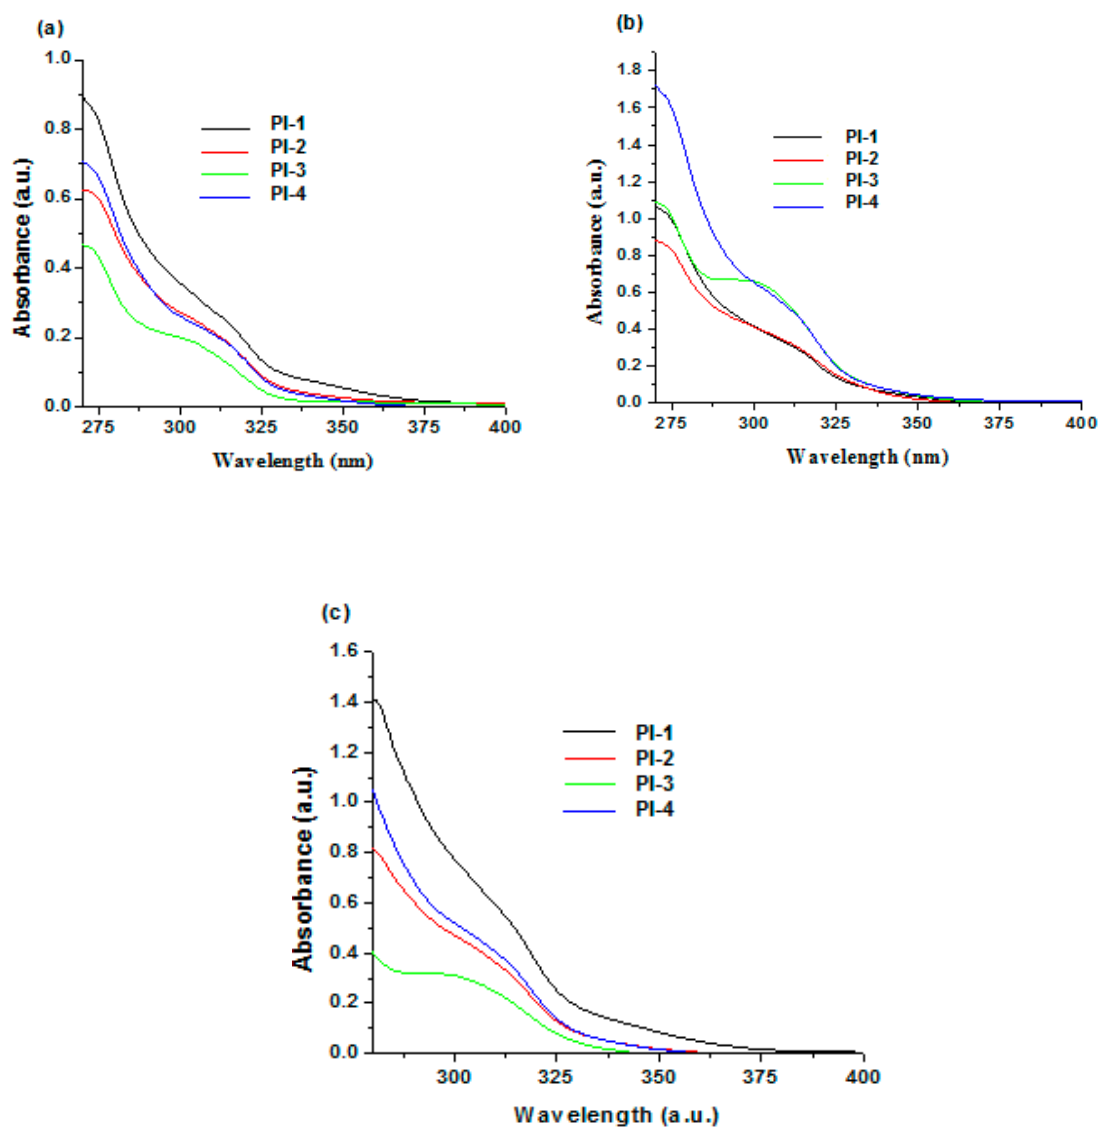 (a)
1.0
0.8
0.6
0.4
0.2
0.0
Absorbance (a.u.)
PI-1
PI-2
PI-3
PI-4
275 300 325 350 375 400
Wavelength (nm)
(b)
1.8
1.6
1.4
1.2
1.0
0.8
0.6
0.4
0.2
0.0
Absorbance (a.u.)
PI-1
PI-2
PI-3
PI-4
275 300 325 350 375 400
Wavelength (nm)
(c)
1.6
1.4
1.2
1.0
0.8
0.6
0.4
0.2
0.0
Absorbance (a.u.)
PI-1
PI-2
PI-3
PI-4
300 325 350 375 400
Wavelength (a.u.)